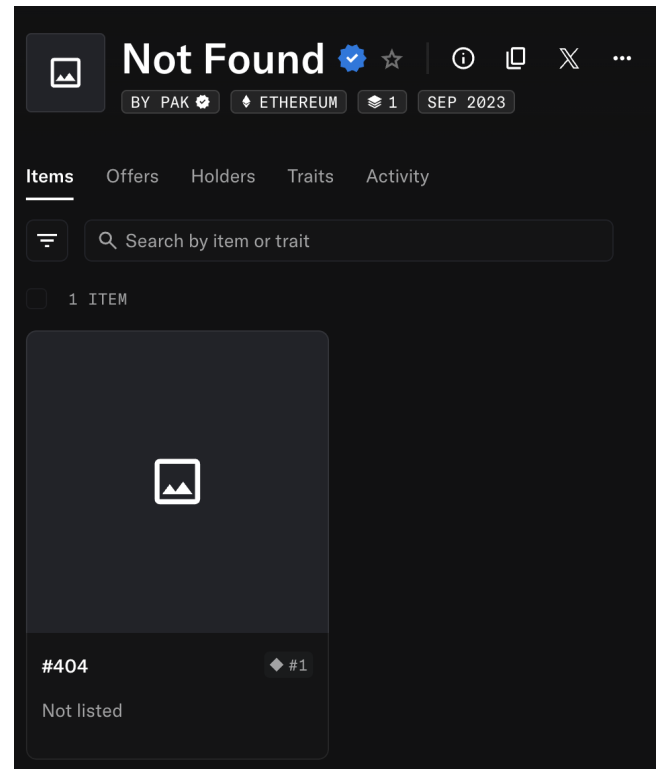 Not Found
BY PAK ETHEREUM 1 SEP 2023
Items Offers Holders Traits Activity
Search by item or trait
1 ITEM
#404 #1
Not listed